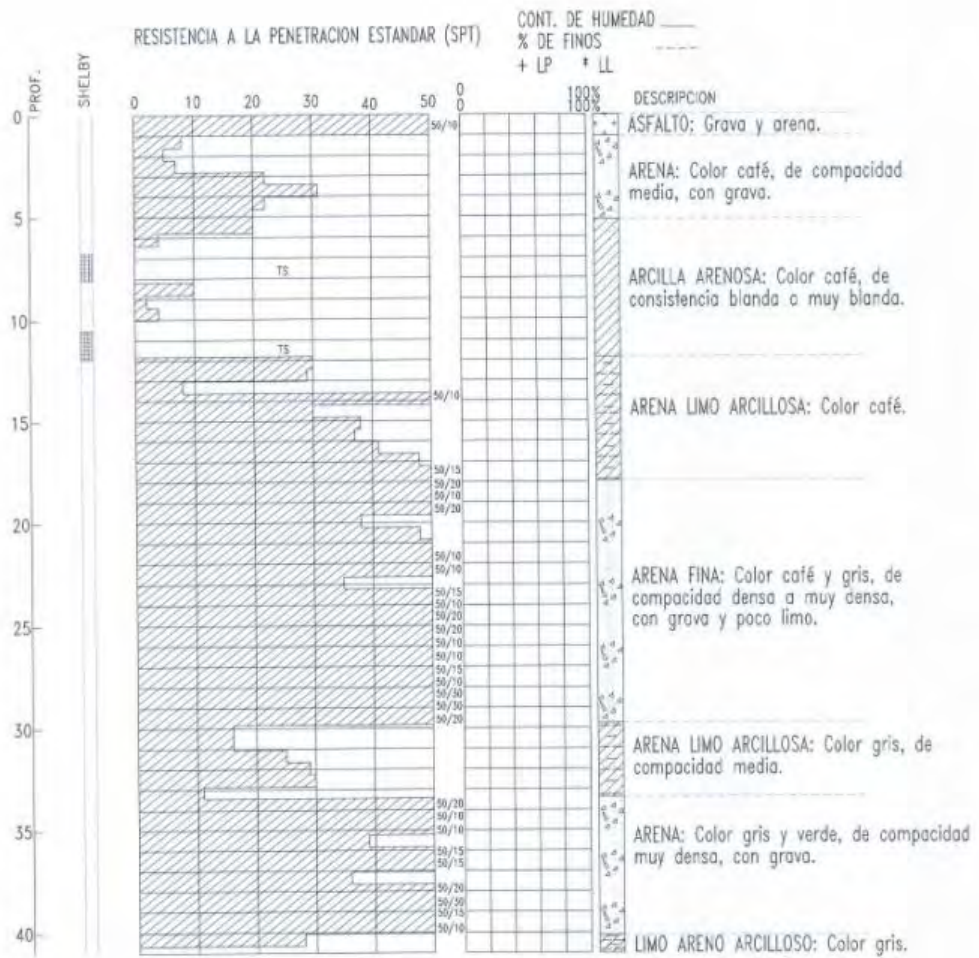 RESISTENCIA A LA PENETRACION ESTANDAR (SPT)
CONT. DE HUMEDAD ____
% DE FINOS ----
+ LP * LL
PROF.
SHELBY
0 10 20 30 40 50 0 100%
0 100%
DESCRIPCION
0
50/10
ASFALTO: Grava y arena.
ARENA: Color café, de compacidad
media, con grava.
5
TS
ARCILLA ARENOSA: Color café, de
consistencia blanda a muy blanda.
10
TS
50/10
ARENA LIMO ARCILLOSA: Color café.
15
50/15
50/20
50/10
50/20
20
50/10
50/10
ARENA FINA: Color café y gris, de
compacidad densa a muy densa,
con grava y poco limo.
50/15
50/10
50/20
25
50/20
50/10
50/10
50/15
50/10
50/30
50/30
50/20
30
ARENA LIMO ARCILLOSA: Color gris, de
compacidad media.
50/20
50/10
50/10
35
ARENA: Color gris y verde, de compacidad
muy densa, con grava.
50/15
50/15
50/20
50/30
50/15
50/10
40
LIMO ARENO ARCILLOSO: Color gris.